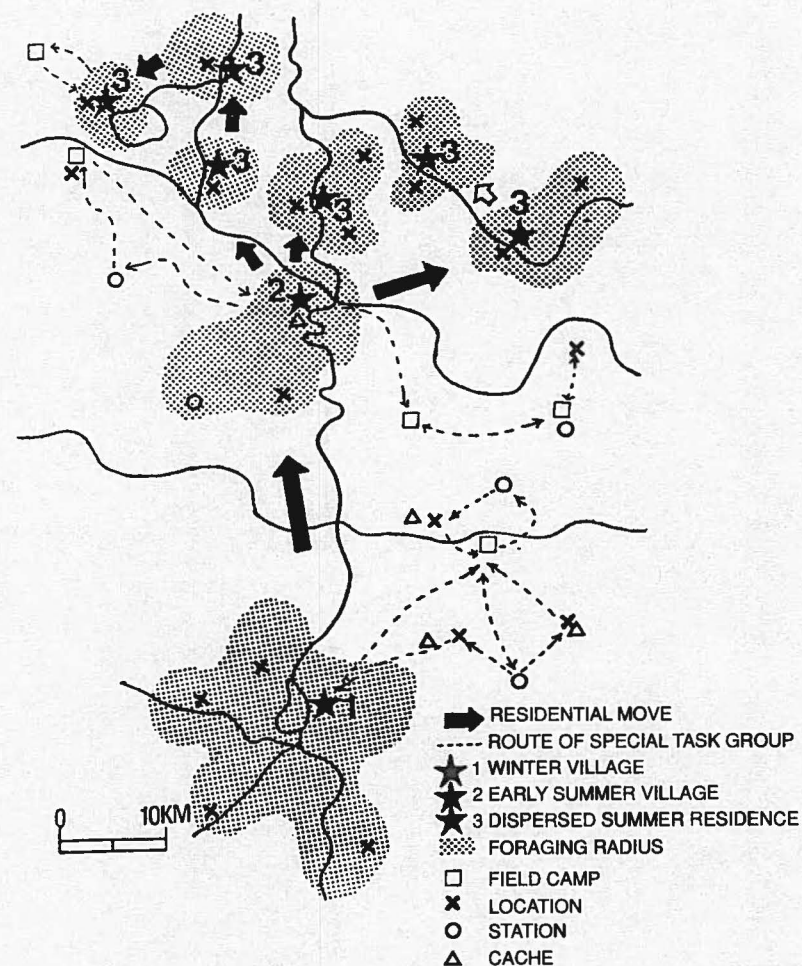 3
3
3
3
3
3
2
1
RESIDENTIAL MOVE
ROUTE OF SPECIAL TASK GROUP
1 WINTER VILLAGE
2 EARLY SUMMER VILLAGE
3 DISPERSED SUMMER RESIDENCE
FORAGING RADIUS
FIELD CAMP
LOCATION
STATION
CACHE
0 10KM